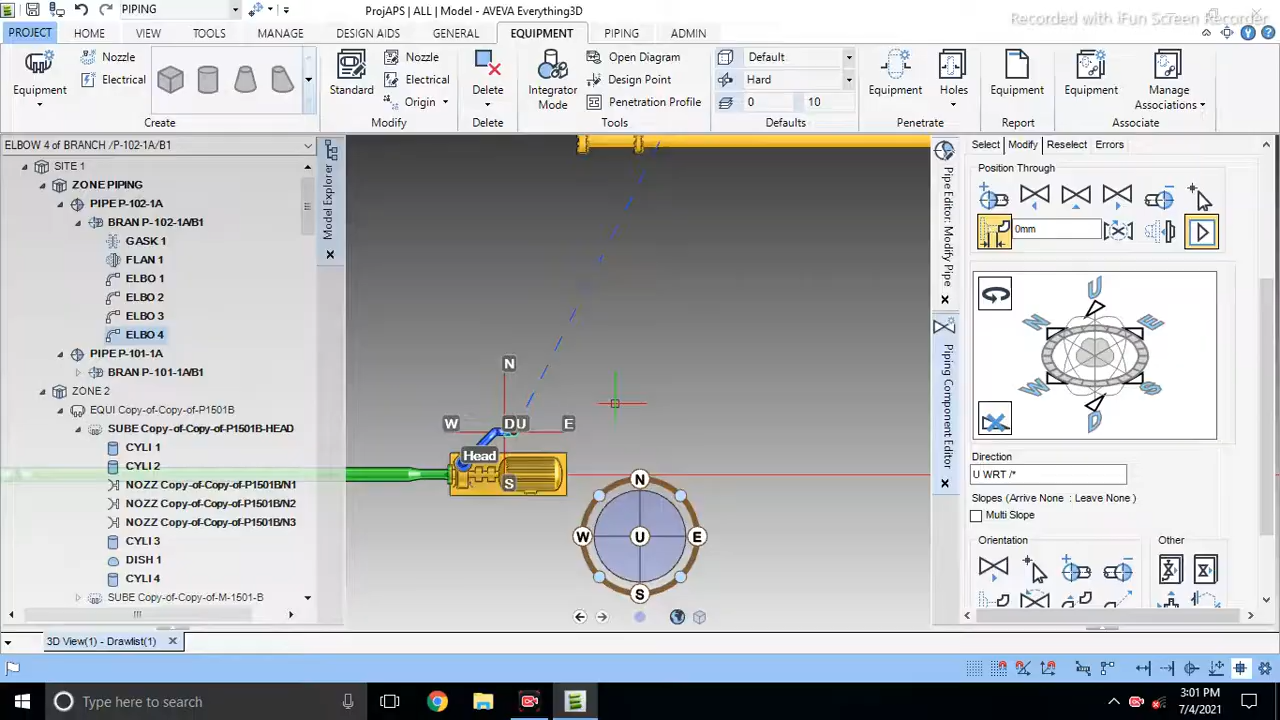 PIPING
ProjAPS | ALL | Model - AVEVA Everything3D
Recorded with iFun Screen Recorder
PROJECT HOME VIEW TOOLS MANAGE DESIGN AIDS GENERAL EQUIPMENT PIPING ADMIN
Nozzle
Electrical
Equipment
Create
Standard
Nozzle
Electrical
Origin
Modify
Delete
Delete
Integrator Mode
Open Diagram
Design Point
Penetration Profile
Tools
Default
Hard
0 10
Defaults
Equipment
Holes
Penetrate
Equipment
Report
Equipment
Manage Associations
Associate
ELBOW 4 of BRANCH /P-102-1A/B1
SITE 1
ZONE PIPING
PIPE P-102-1A
BRAN P-102-1A/B1
GASK 1
FLAN 1
ELBO 1
ELBO 2
ELBO 3
ELBO 4
PIPE P-101-1A
BRAN P-101-1A/B1
ZONE 2
EQUI Copy-of-Copy-of-P1501B
SUBE Copy-of-Copy-of-P1501B-HEAD
CYLI 1
CYLI 2
NOZZ Copy-of-Copy-of-P1501B/N1
NOZZ Copy-of-Copy-of-P1501B/N2
NOZZ Copy-of-Copy-of-P1501B/N3
CYLI 3
DISH 1
CYLI 4
SUBE Copy-of-Copy-of-M-1501-B
Model Explorer
N
W DU E
Head
S
N
W U E
S
Pipe Editor: Modify Pipe
Piping Component Editor
Select Modify Reselect Errors
Position Through
0mm
U
N E
W S
D
Direction
U WRT /*
Slopes (Arrive None : Leave None )
Multi Slope
Orientation
Other
3D View(1) - Drawlist(1)
Type here to search
3:01 PM
7/4/2021